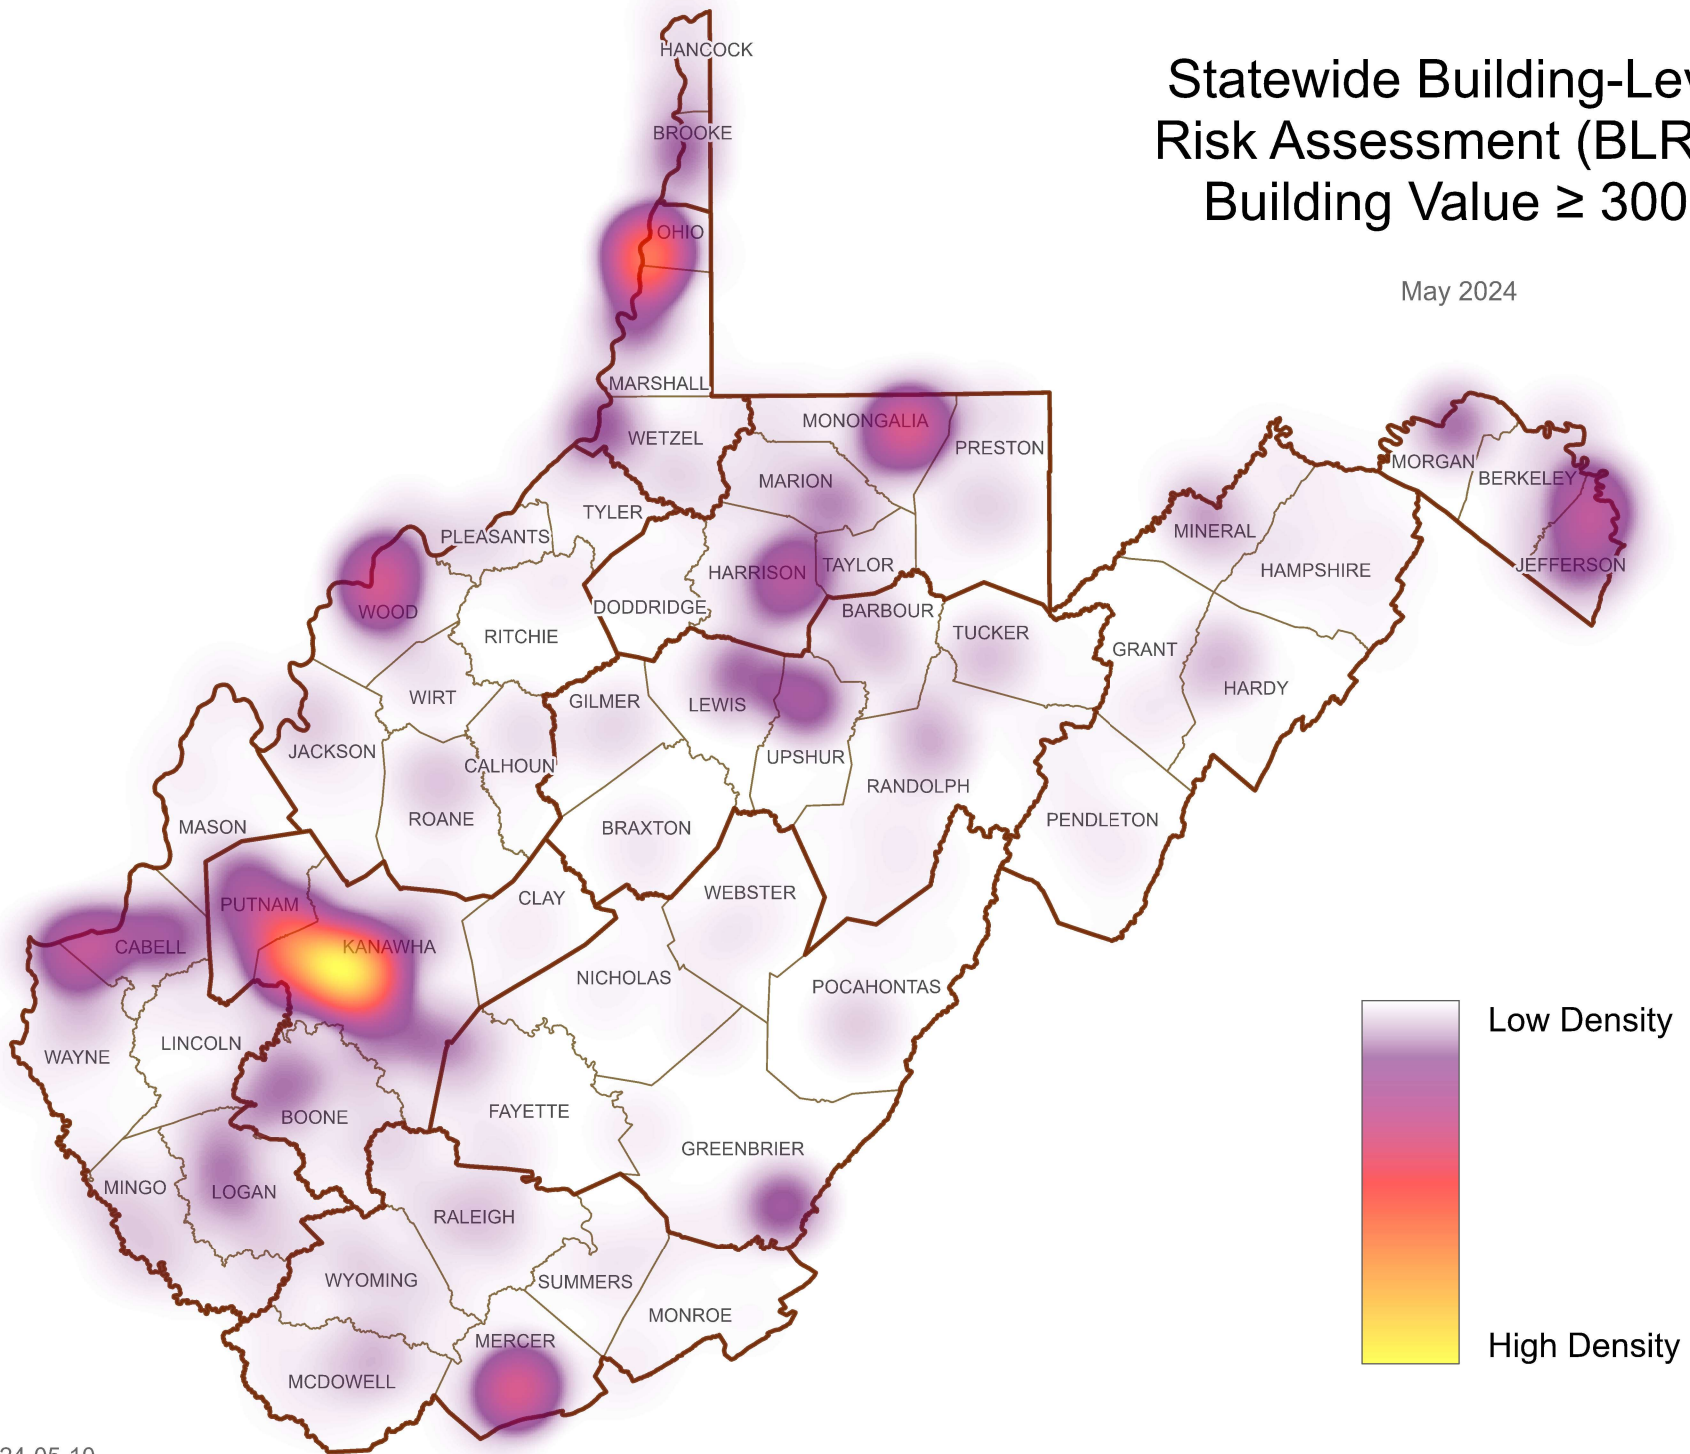 Statewide Building-Lev
Risk Assessment (BLR
Building Value ≥ 300
May 2024
HANCOCK
BROOKE
OHIO
MARSHALL
WETZEL
MONONGALIA
PRESTON
MARION
TYLER
PLEASANTS
MORGAN
BERKELEY
MINERAL
HAMPSHIRE
JEFFERSON
HARRISON
TAYLOR
WOOD
DODDRIDGE
BARBOUR
RITCHIE
TUCKER
GRANT
HARDY
WIRT
GILMER
LEWIS
JACKSON
CALHOUN
UPSHUR
RANDOLPH
ROANE
MASON
BRAXTON
PENDLETON
CLAY
WEBSTER
PUTNAM
CABELL
KANAWHA
NICHOLAS
POCAHONTAS
WAYNE
LINCOLN
BOONE
FAYETTE
GREENBRIER
MINGO
LOGAN
RALEIGH
WYOMING
SUMMERS
MONROE
MERCER
MCDOWELL
Low Density
High Density